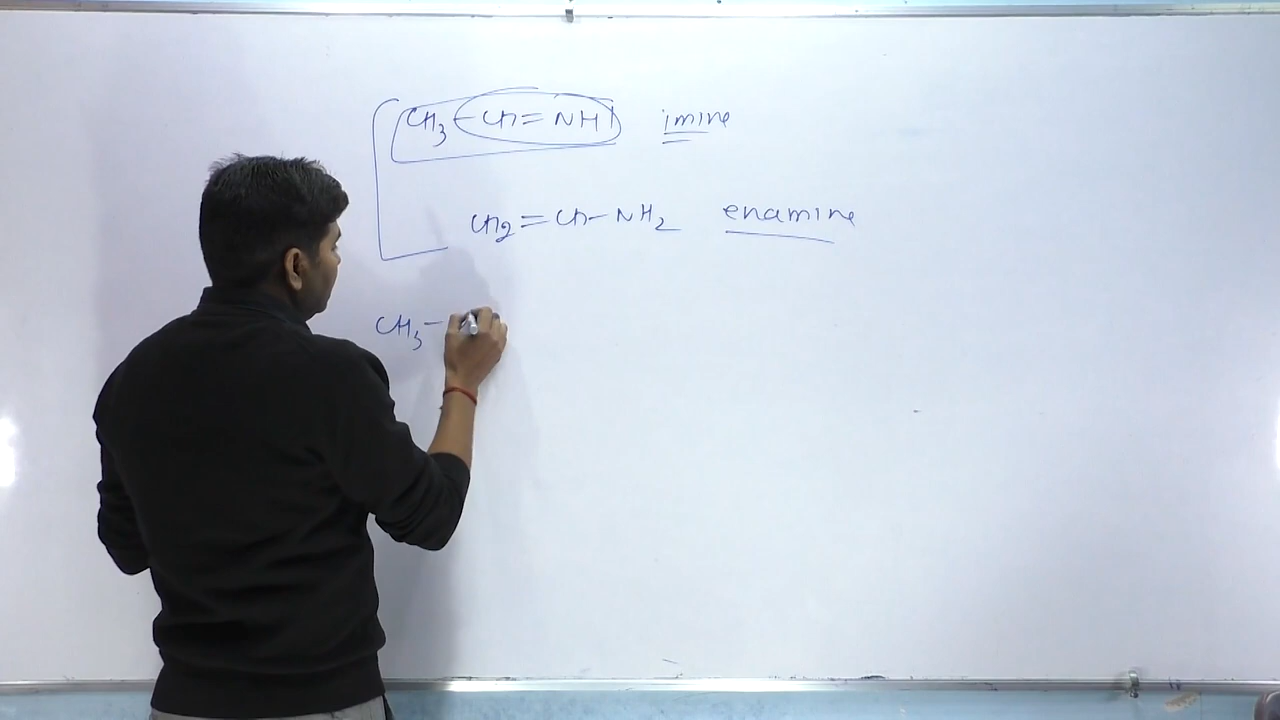 CH3 - CH = NH imine
CH2 = CH - NH2 enamine
CH3 -